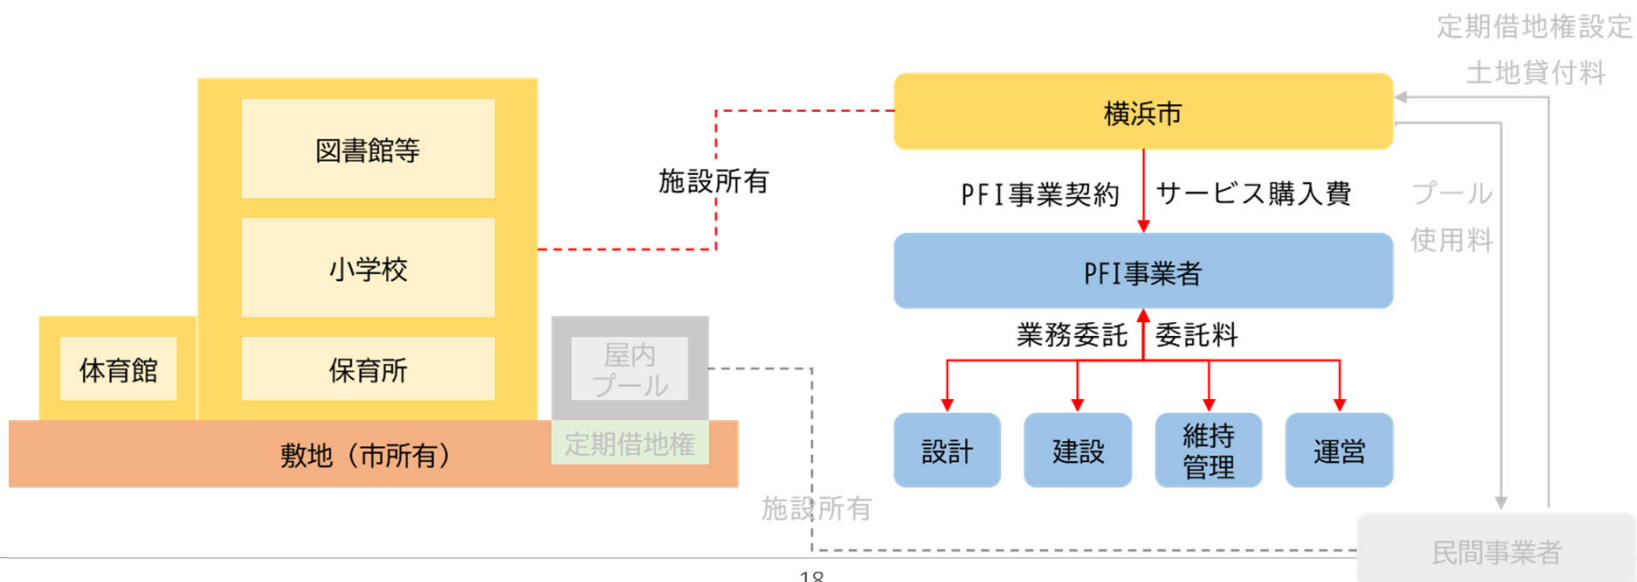 定期借地権設定
土地貸付料
図書館等
小学校
体育館
保育所
屋内
プール
敷地（市所有）
定期借地権
施設所有
施設所有
横浜市
PFI事業契約
サービス購入費
PFI事業者
業務委託
委託料
設計
建設
維持
管理
運営
プール
使用料
民間事業者
18